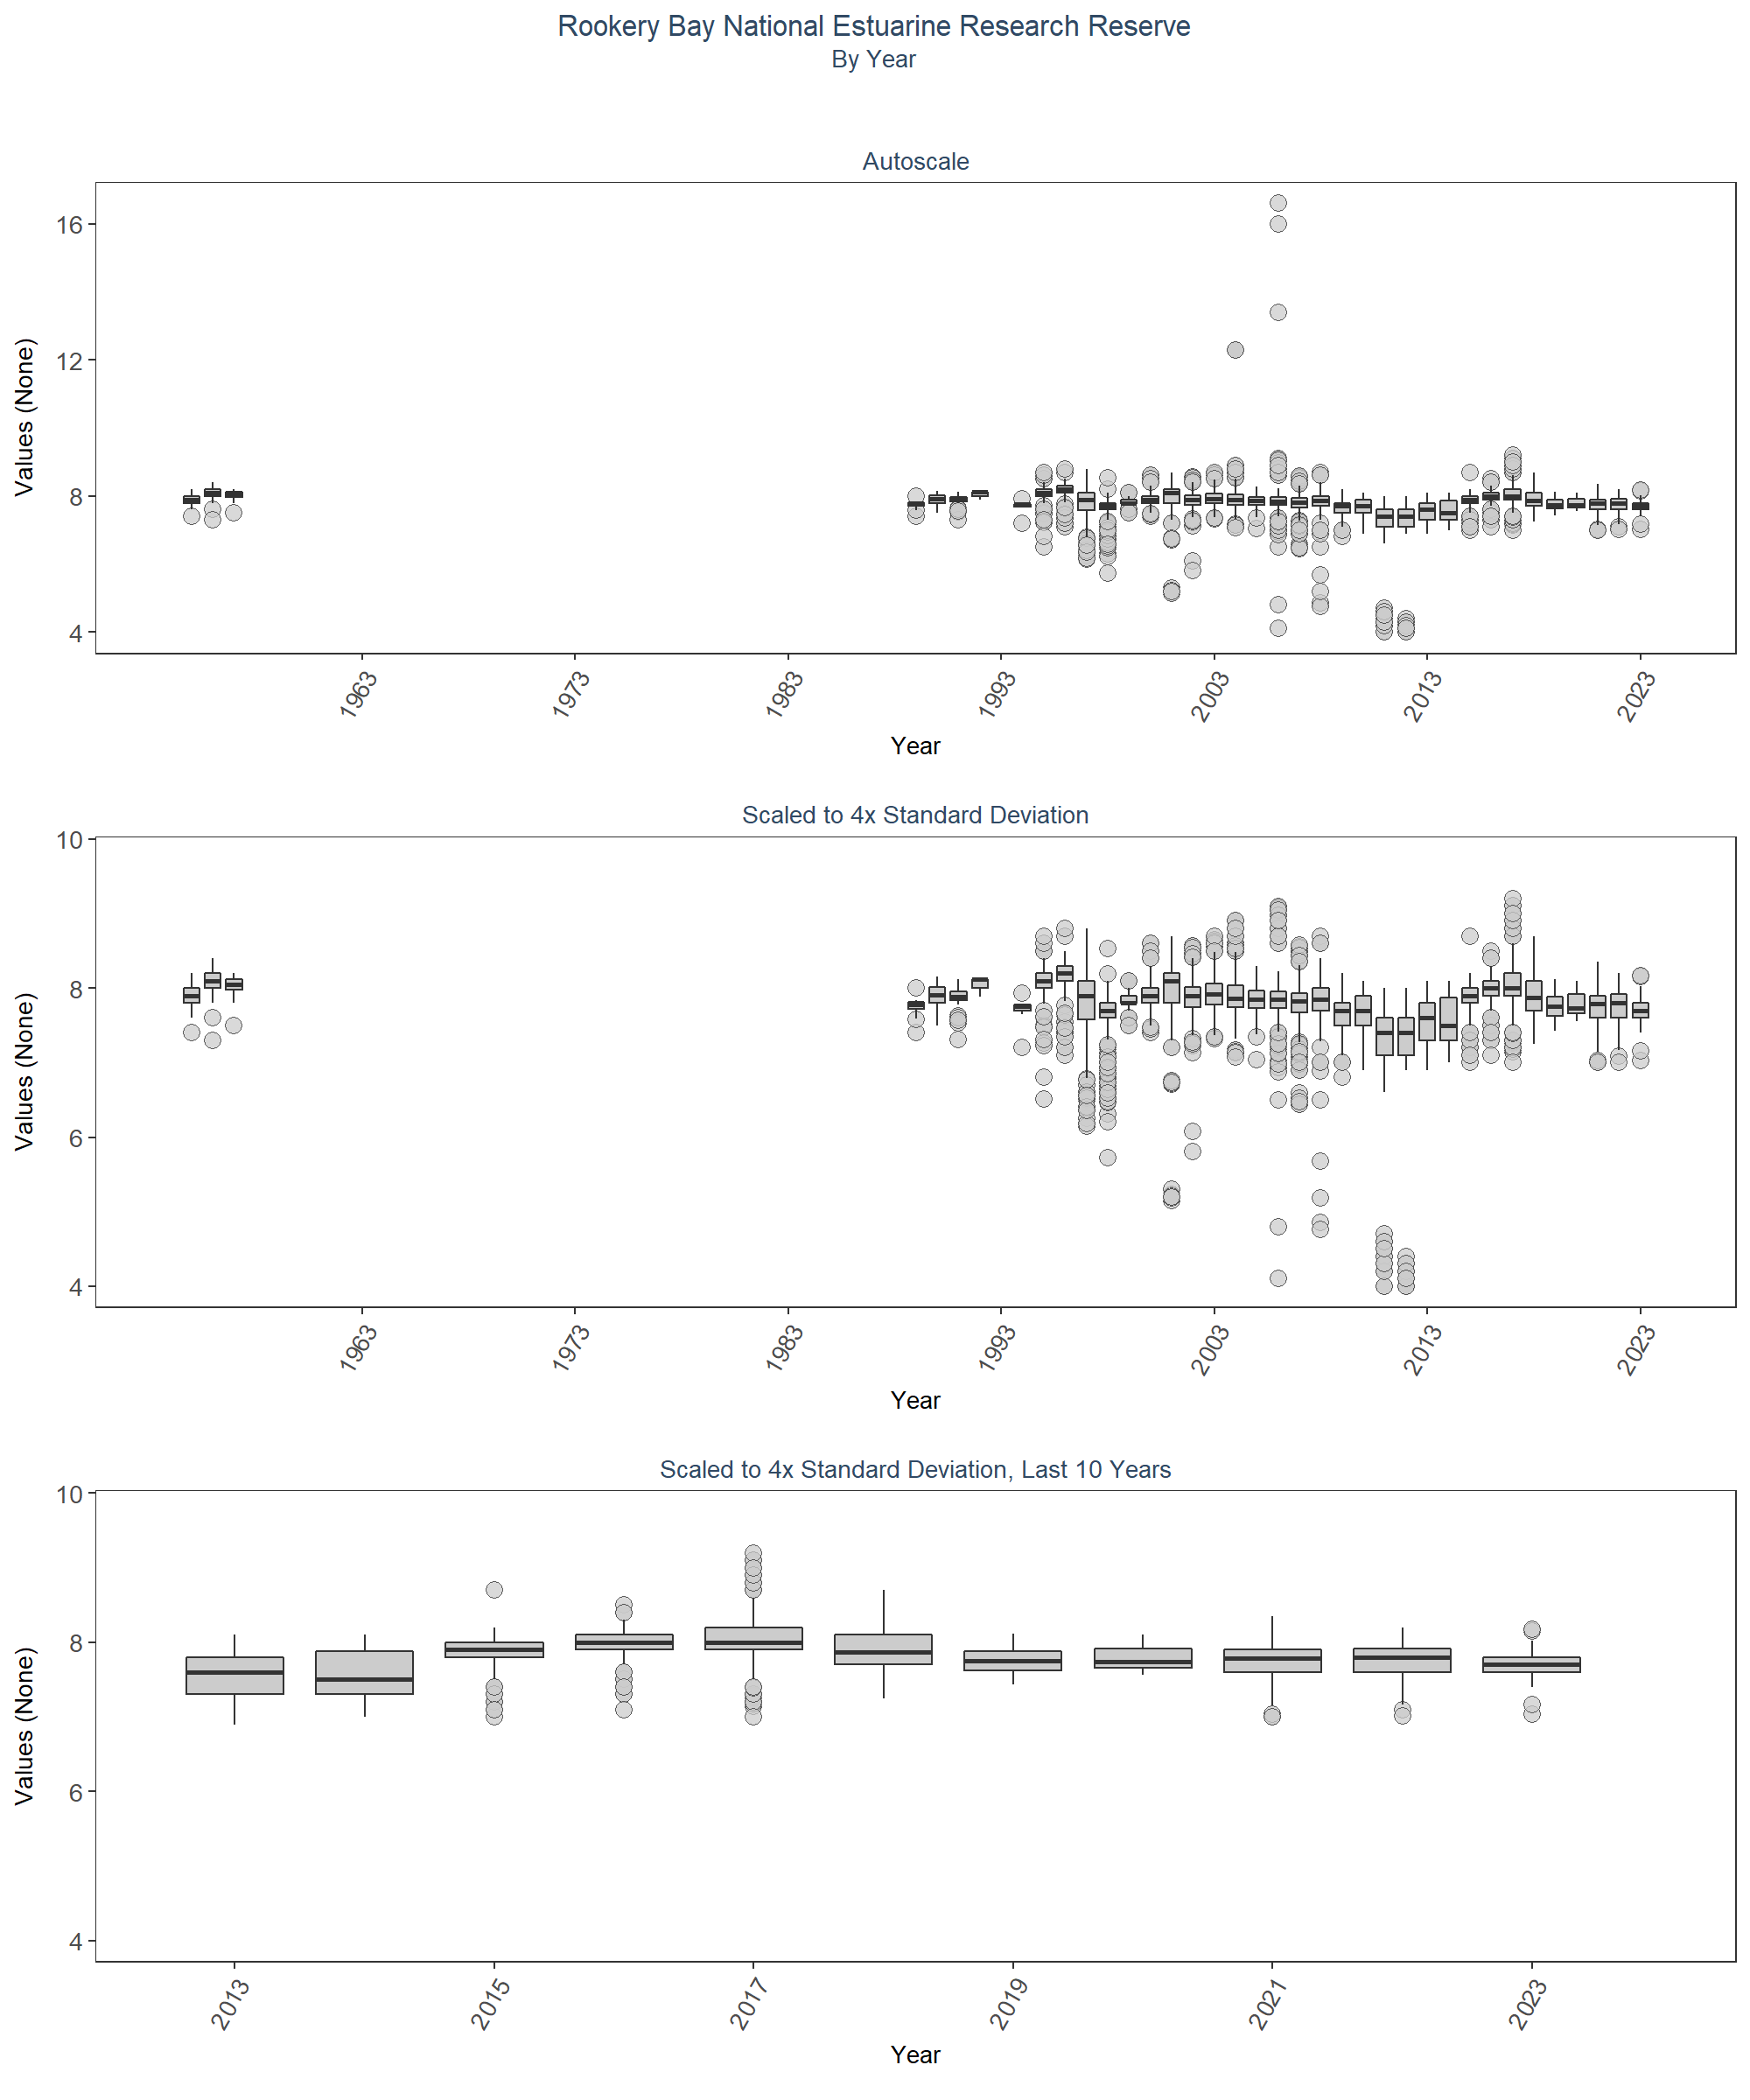 Rookery Bay National Estuarine Research Reserve
By Year
Autoscale
16
12
8
4
Values (None)
1963
1973
1983
1993
2003
2013
2023
Year
Scaled to 4x Standard Deviation
10
8
6
4
Values (None)
1963
1973
1983
1993
2003
2013
2023
Year
Scaled to 4x Standard Deviation, Last 10 Years
10
8
6
4
Values (None)
2013
2015
2017
2019
2021
2023
Year